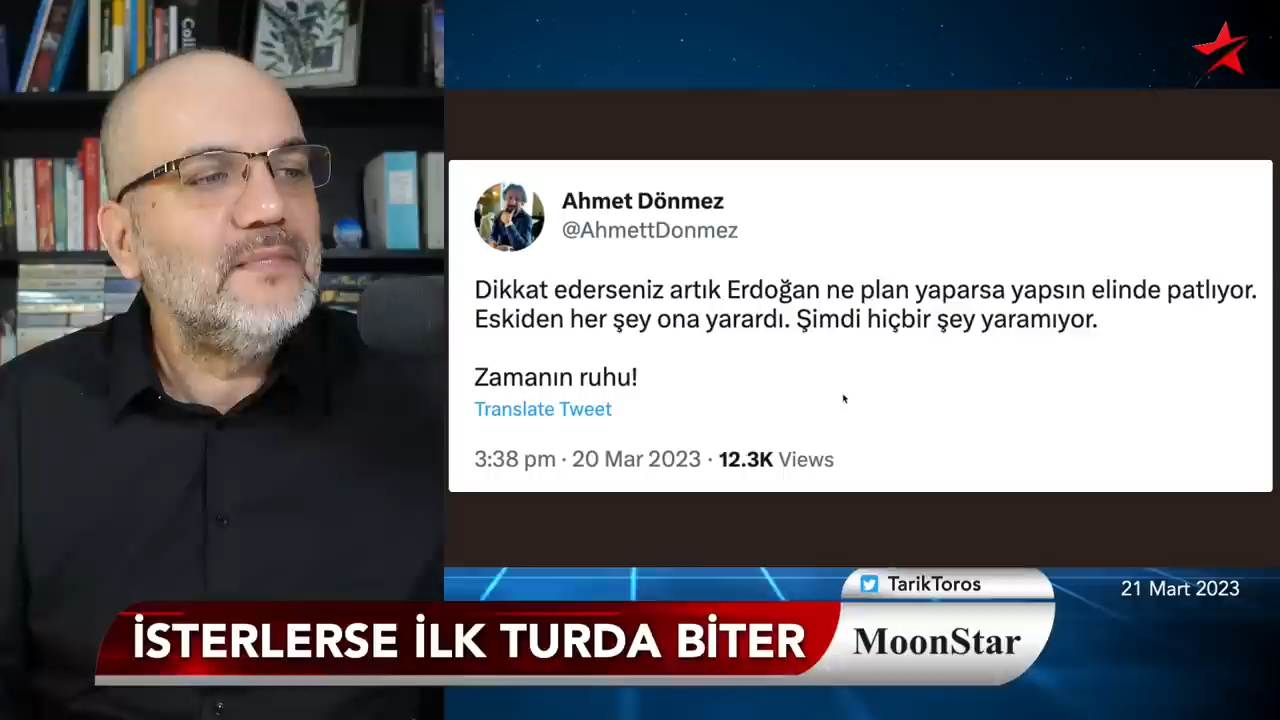 Ahmet Dönmez
@AhmettDonmez
Dikkat ederseniz artık Erdoğan ne plan yaparsa yapsın elinde patlıyor.
Eskiden her şey ona yarardı. Şimdi hiçbir şey yaramıyor.
Zamanın ruhu!
Translate Tweet
3:38 pm · 20 Mar 2023 · 12.3K Views
TarikToros
21 Mart 2023
İSTERLERSE İLK TURDA BİTER
MoonStar